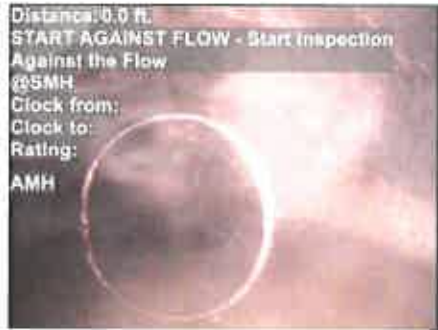 Distance: 0.0 ft.
START AGAINST FLOW - Start Inspection
Against the Flow
@SMH
Clock from:
Clock to:
Rating:
AMH